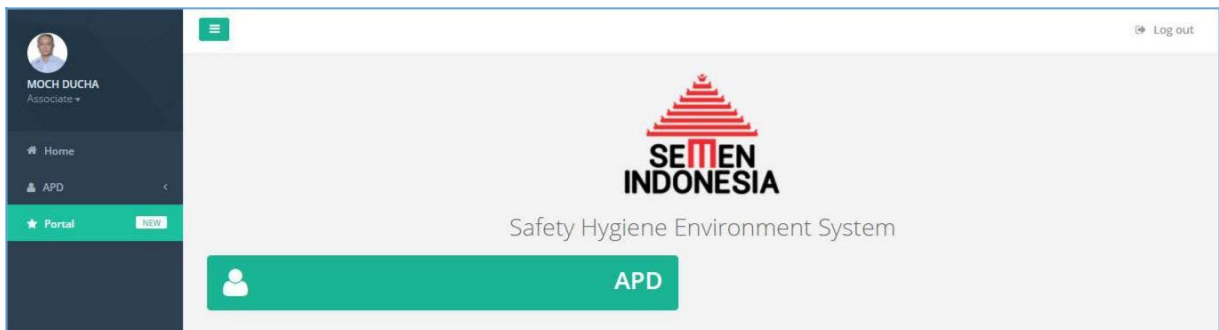 MOCH DUCHA
Associate
Home
APD
Portal NEW
Log out
SEMEN
INDONESIA
Safety Hygiene Environment System
APD